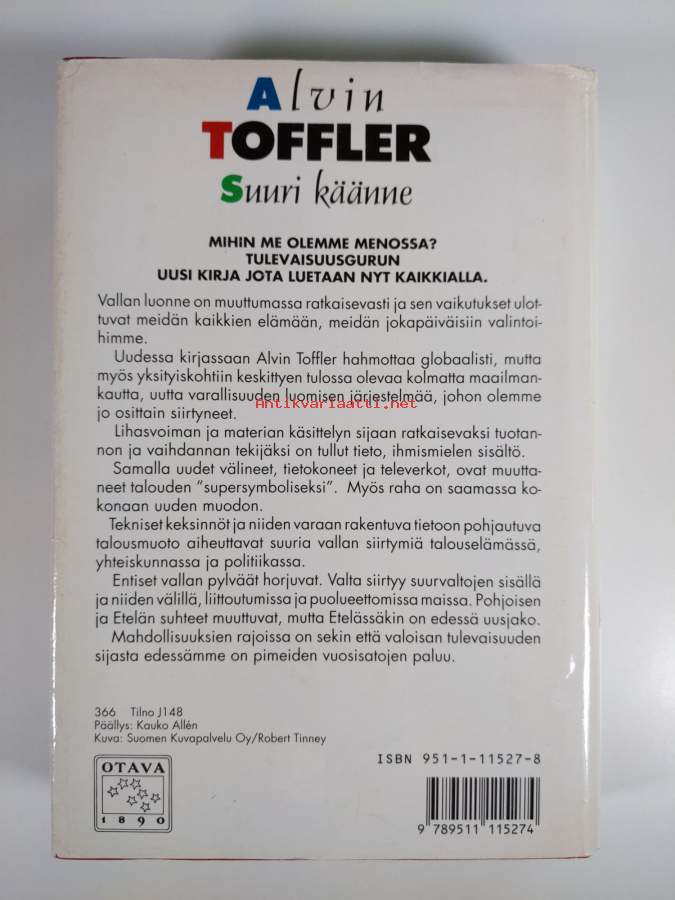 Alvin
TOFFLER
Suuri käänne
MIHIN ME OLEMME MENOSSA?
TULEVAISUUSGURUN
UUSI KIRJA JOTA LUETAAN NYT KAIKKIALLA.
Vallan luonne on muuttumassa ratkaisevasti ja sen vaikutukset ulot-
tuvat meidän kaikkien elämään, meidän jokapäiväisiin valintoi-
himme.
Uudessa kirjassaan Alvin Toffler hahmottaa globaalisti, mutta
myös yksityiskohtiin keskittyen tulossa olevaa kolmatta maailman-
kautta, uutta varallisuuden luomisen järjestelmää, johon olemme
Antikvariaatti.net
jo osittain siirtyneet.
Lihasvoiman ja materian käsittelyn sijaan ratkaisevaksi tuotan-
non ja vaihdannan tekijäksi on tullut tieto, ihmismielen sisältö.
Samalla uudet välineet, tietokoneet ja televerkot, ovat muutta-
neet talouden "supersymboliseksi". Myös raha on saamassa ko-
konaan uuden muodon.
Tekniset keksinnöt ja niiden varaan rakentuva tietoon pohjautuva
talousmuoto aiheuttavat suuria vallan siirtymiä talouselämässä,
yhteiskunnassa ja politiikassa.
Entiset vallan pylväät horjuvat. Valta siirtyy suurvaltojen sisällä
ja niiden välillä, liittoutumissa ja puolueettomissa maissa. Pohjoisen
ja Etelän suhteet muuttuvat, mutta Etelässäkin on edessä uusjako.
Mahdollisuuksien rajoissa on sekin että valoisan tulevaisuuden
sijasta edessämme on pimeiden vuosisatojen paluu.
366 Tilno J148
Päällys: Kauko Allén
Kuva: Suomen Kuvapalvelu Oy/Robert Tinney
ISBN 951-1-11527-8
OTAVA
1890
9 789511 115274